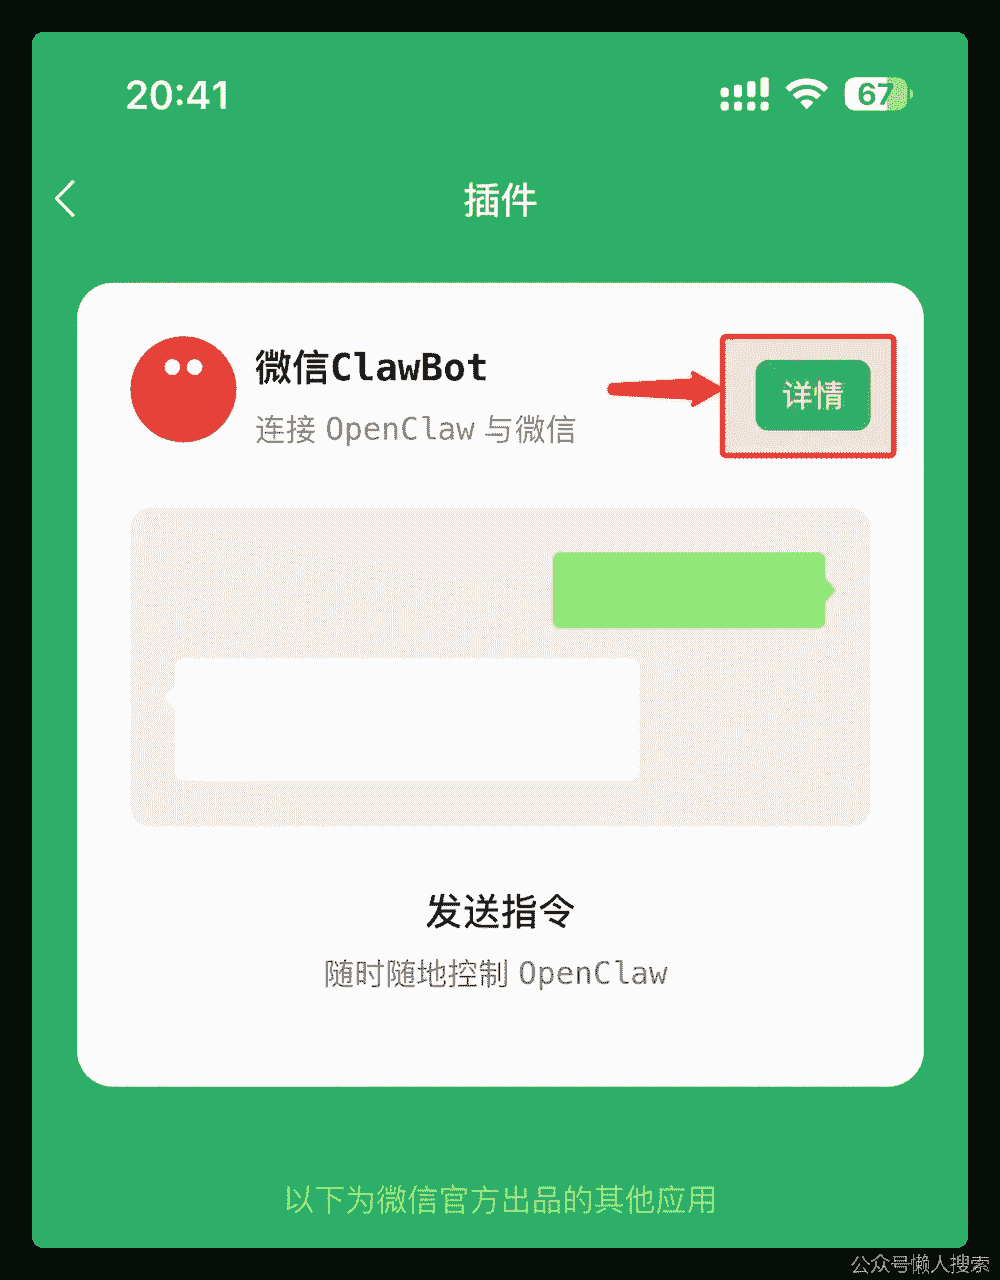 20:41
67
插件
微信ClawBot
详情
连接 OpenClaw 与微信
发送指令
随时随地控制 OpenClaw
以下为微信官方出品的其他应用
公众号懒人搜索